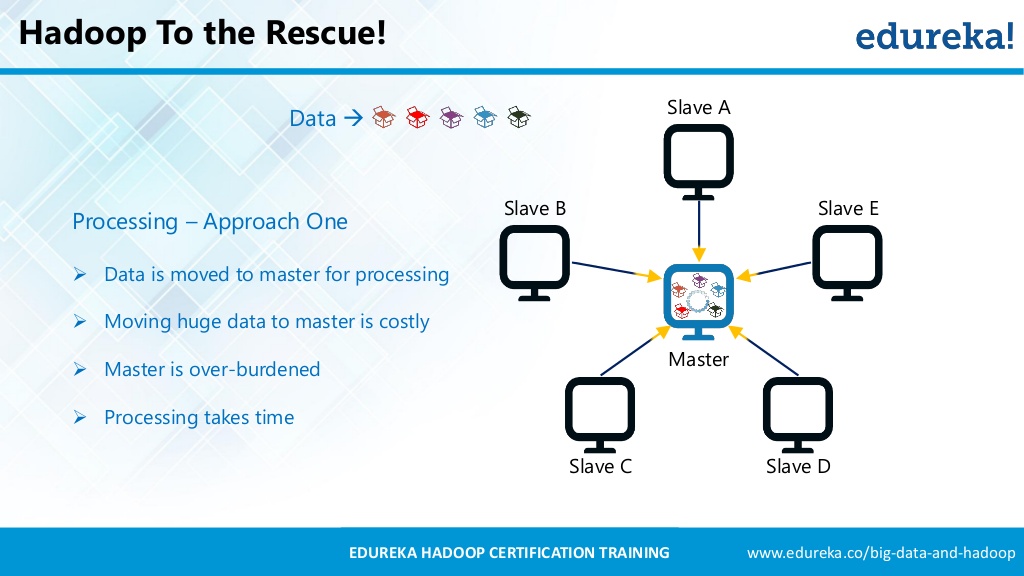 Hadoop To the Rescue!
edureka!
Data →
Slave A
Slave B
Slave E
Processing – Approach One
➢ Data is moved to master for processing
➢ Moving huge data to master is costly
➢ Master is over-burdened
➢ Processing takes time
Master
Slave C
Slave D
EDUREKA HADOOP CERTIFICATION TRAINING
www.edureka.co/big-data-and-hadoop